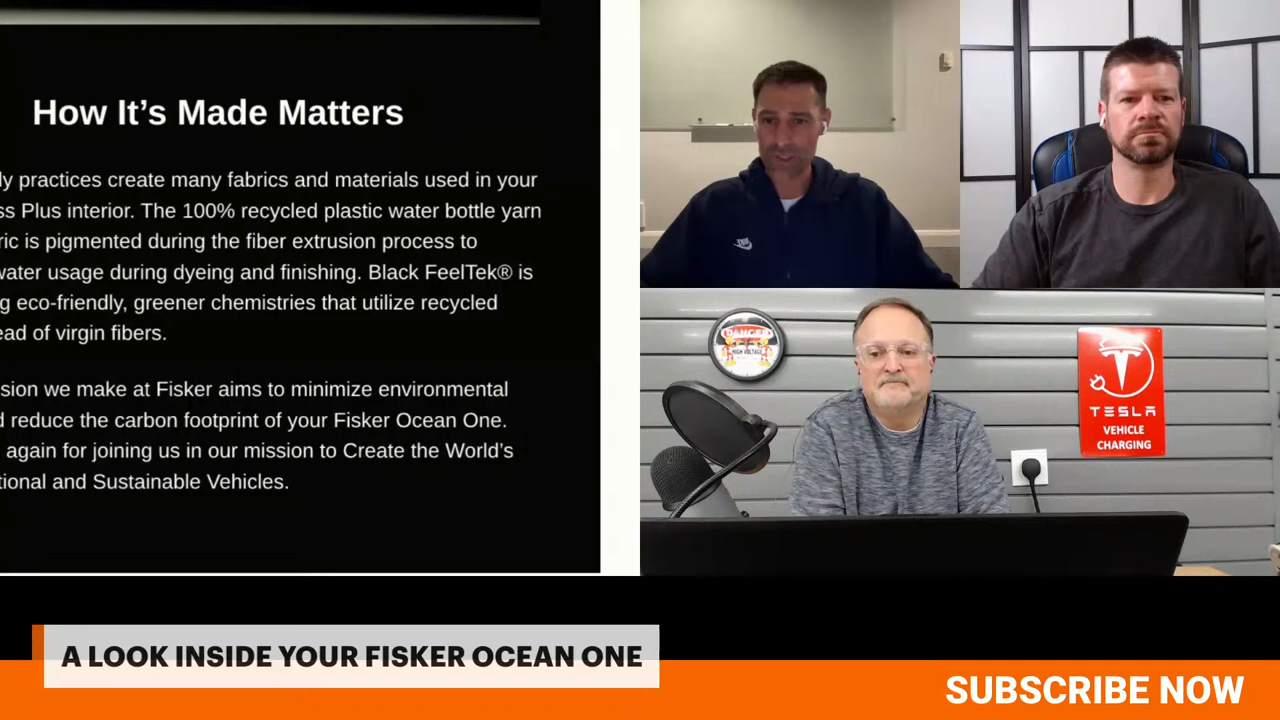 How It’s Made Matters
ly practices create many fabrics and materials used in your
ss Plus interior. The 100% recycled plastic water bottle yarn
ric is pigmented during the fiber extrusion process to
water usage during dyeing and finishing. Black FeelTek® is
g eco-friendly, greener chemistries that utilize recycled
ead of virgin fibers.
sion we make at Fisker aims to minimize environmental
d reduce the carbon footprint of your Fisker Ocean One.
again for joining us in our mission to Create the World’s
tional and Sustainable Vehicles.
DANGER
HIGH VOLTAGE
TESLA
VEHICLE
CHARGING
A LOOK INSIDE YOUR FISKER OCEAN ONE
SUBSCRIBE NOW